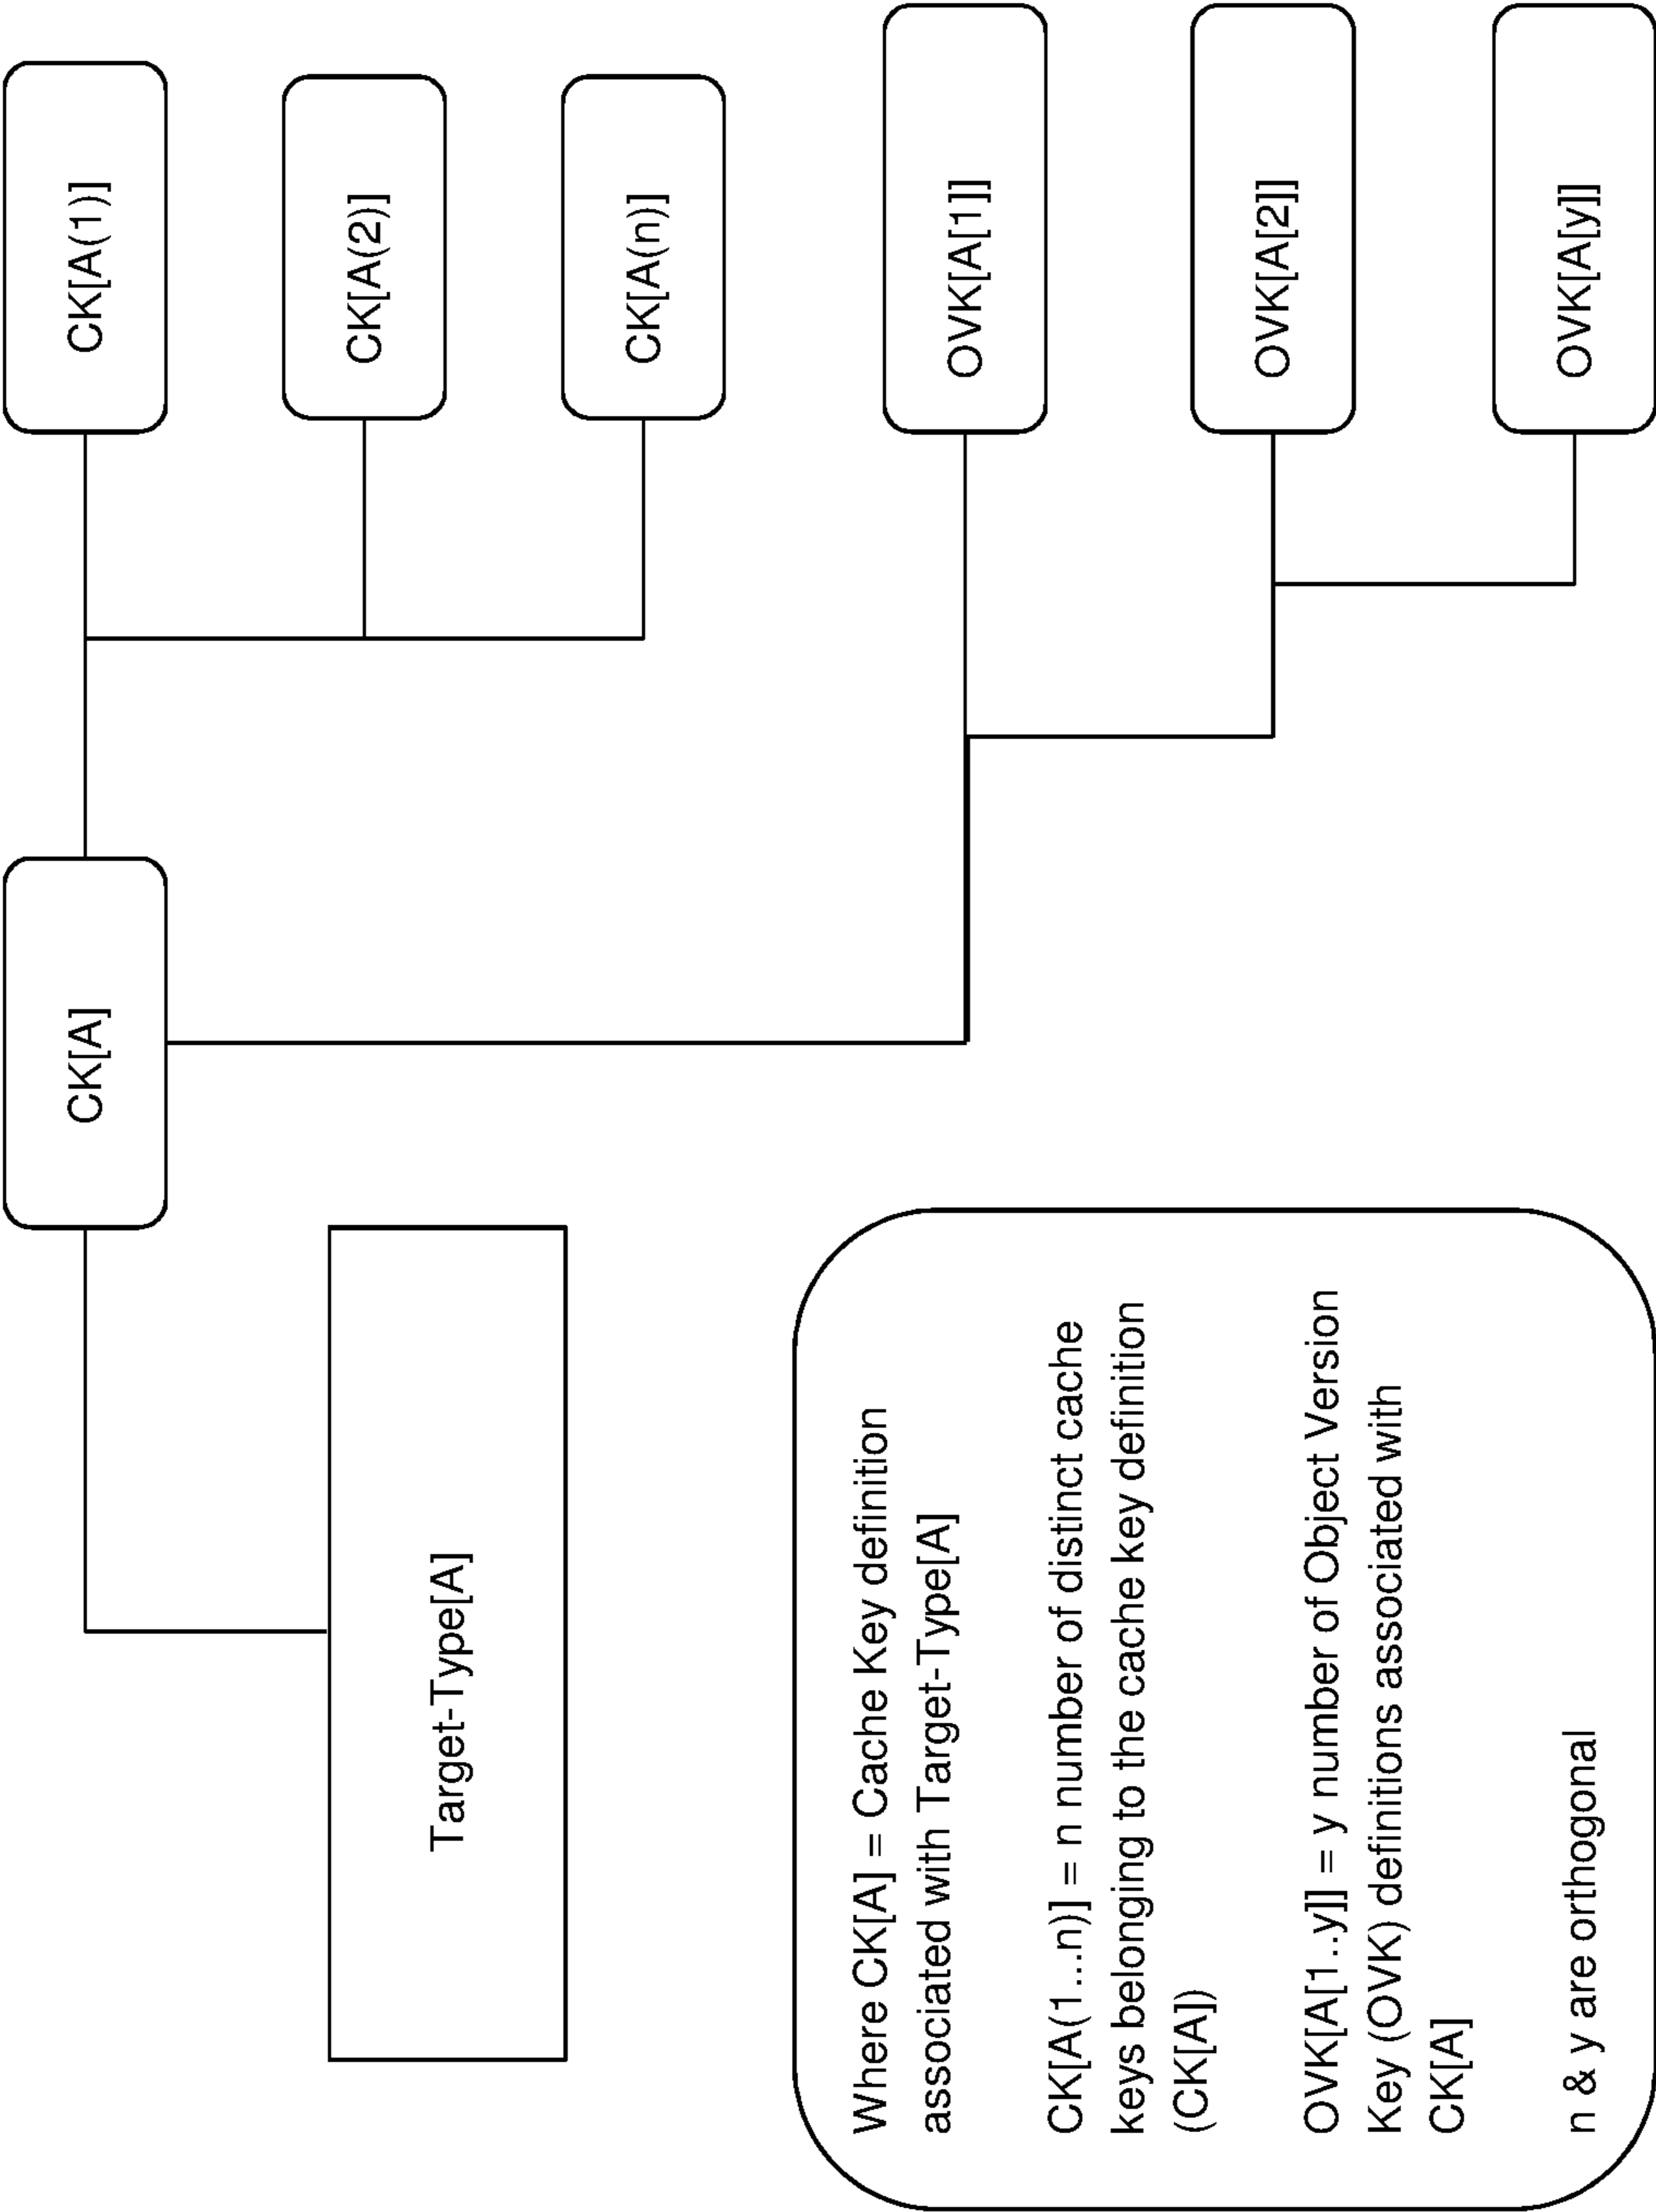 CK[A]
CK[A(1)]
CK[A(2)]
CK[A(n)]
Target-Type[A]
OVK[A[1]]
OVK[A[2]]
OVK[A[y]]
Where CK[A] = Cache Key definition
associated with Target-Type[A]
CK[A(1...n)] = n number of distinct cache
keys belonging to the cache key definition
(CK[A])
OVK[A[1..y]] = y number of Object Version
Key (OVK) definitions associated with
CK[A]
n & y are orthogonal